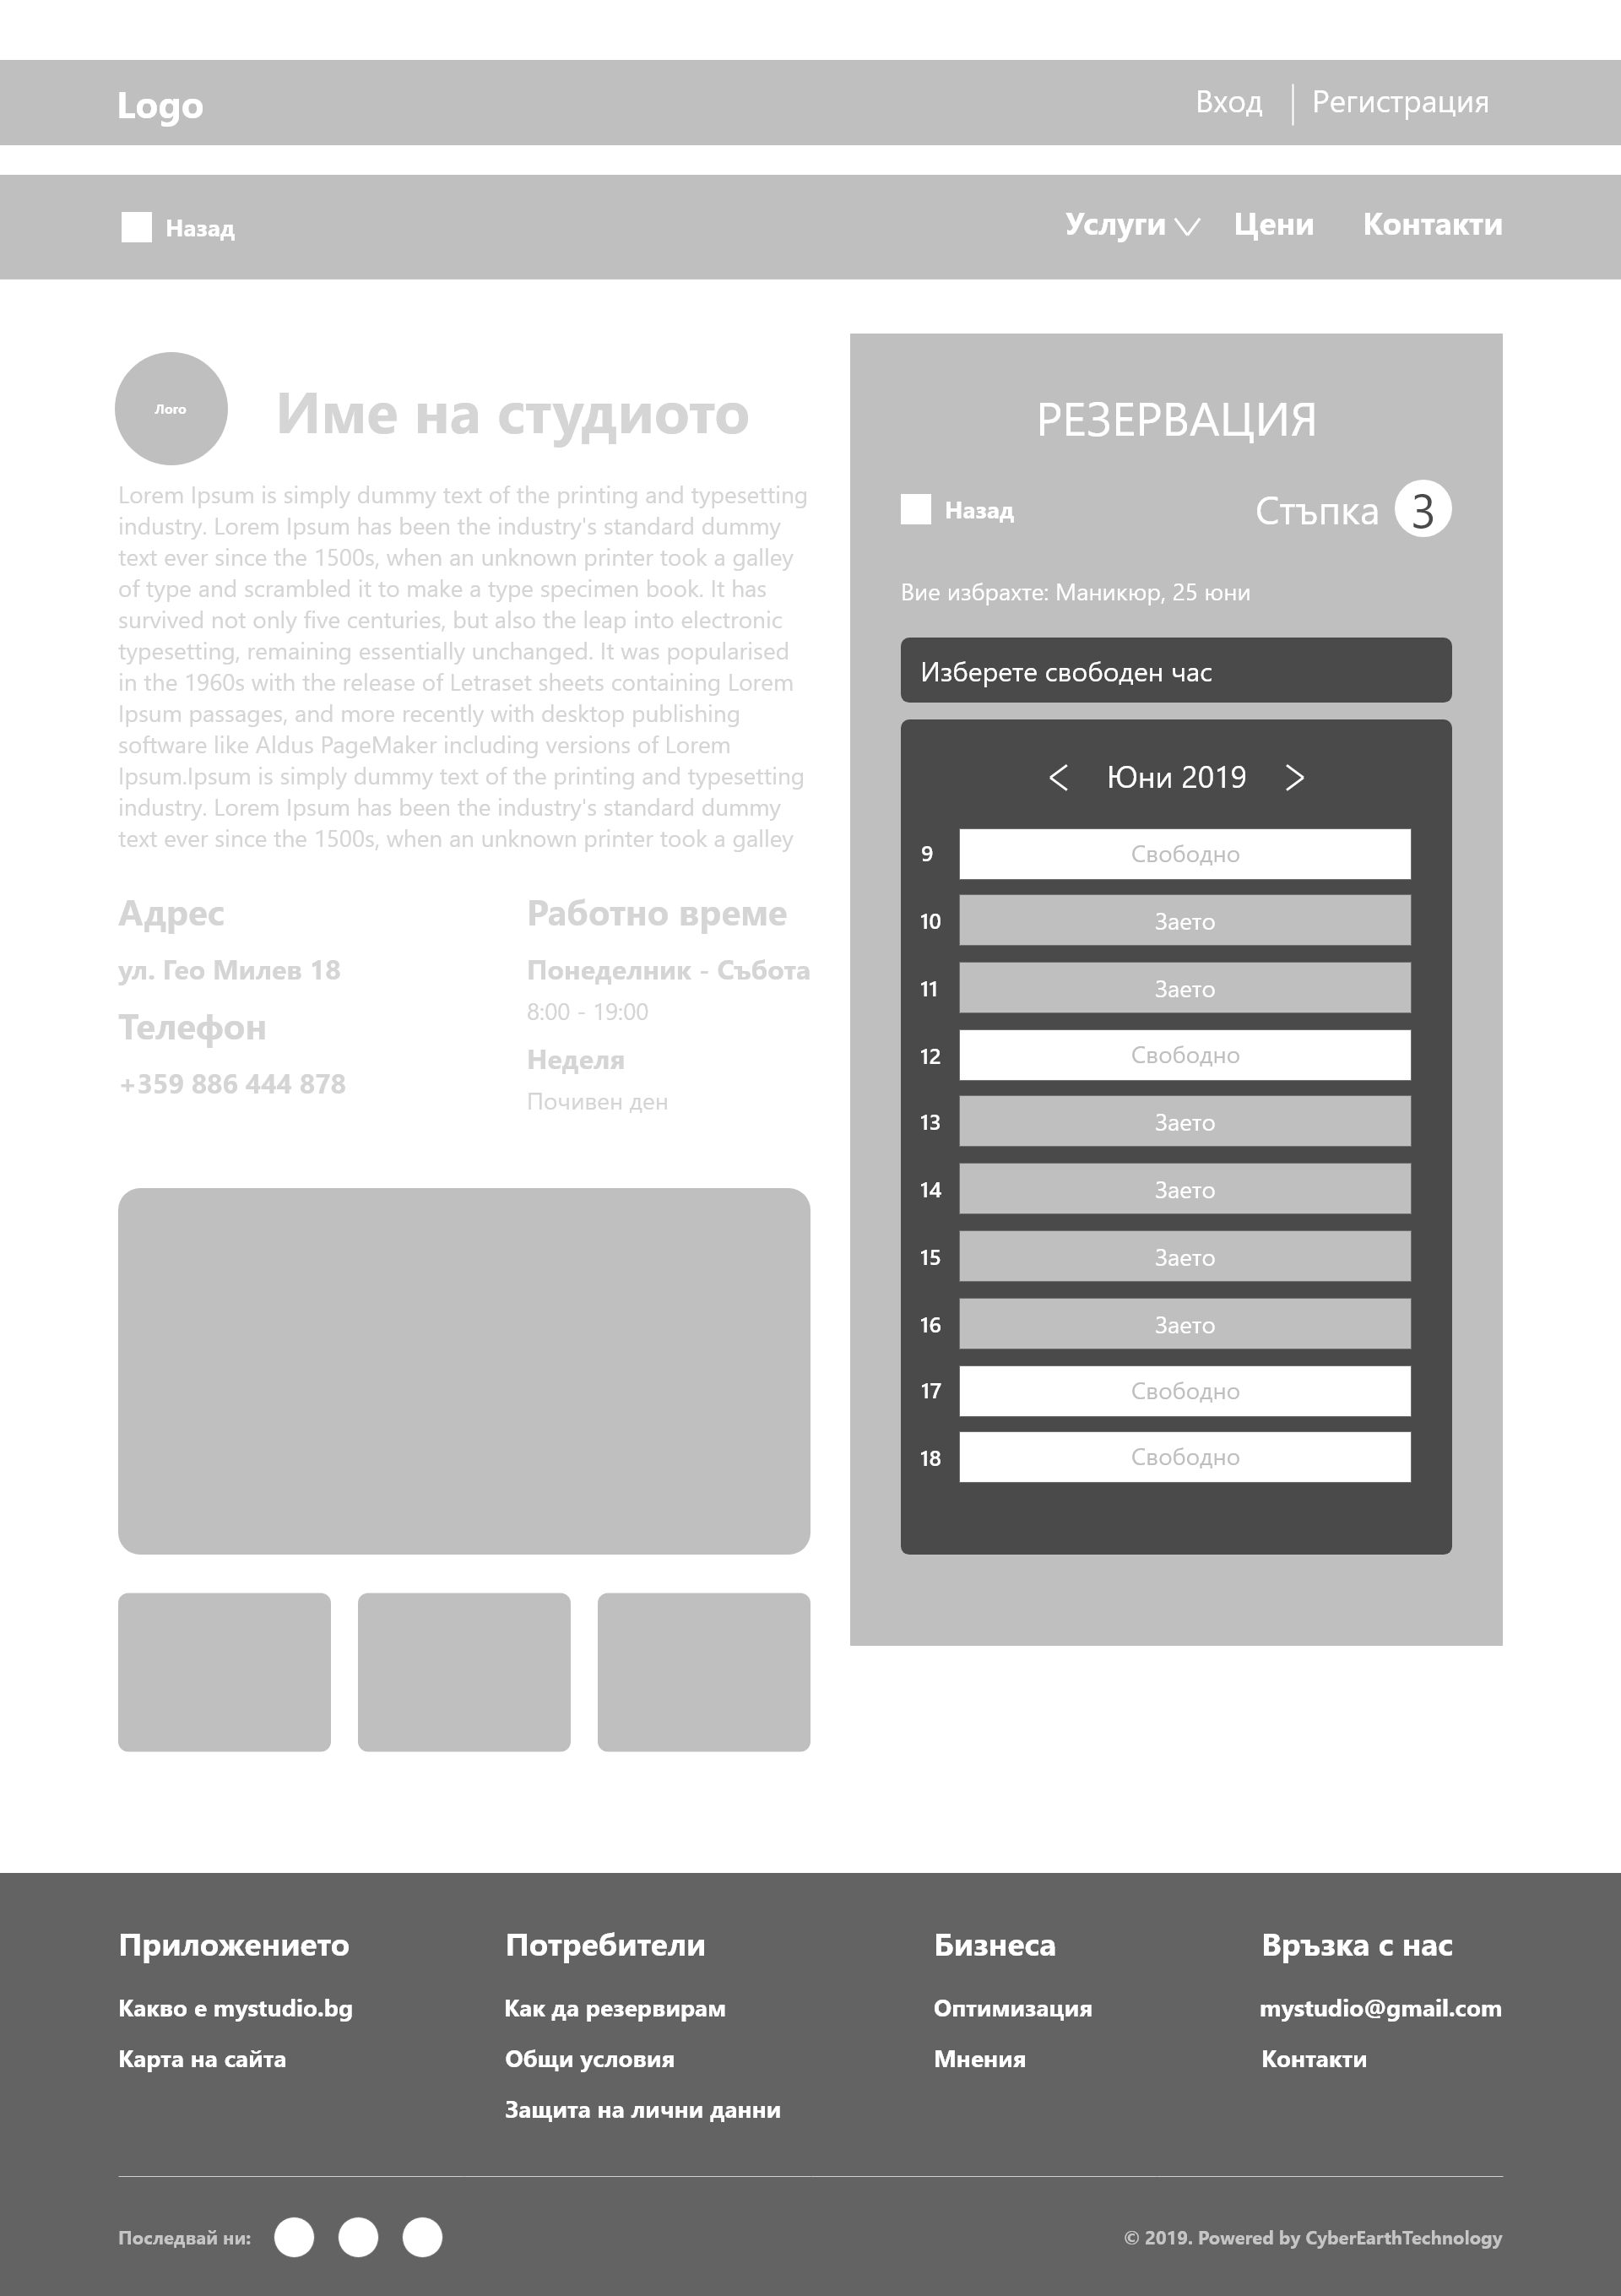 Logo
Вход
Регистрация
Назад
Услуги
Цени
Контакти
Лого
Име на студиото
Lorem Ipsum is simply dummy text of the printing and typesetting
industry. Lorem Ipsum has been the industry's standard dummy
text ever since the 1500s, when an unknown printer took a galley
of type and scrambled it to make a type specimen book. It has
survived not only five centuries, but also the leap into electronic
typesetting, remaining essentially unchanged. It was popularised
in the 1960s with the release of Letraset sheets containing Lorem
Ipsum passages, and more recently with desktop publishing
software like Aldus PageMaker including versions of Lorem
Ipsum.Ipsum is simply dummy text of the printing and typesetting
industry. Lorem Ipsum has been the industry's standard dummy
text ever since the 1500s, when an unknown printer took a galley
Адрес
ул. Гео Милев 18
Телефон
+359 886 444 878
Работно време
Понеделник - Събота
8:00 - 19:00
Неделя
Почивен ден
РЕЗЕРВАЦИЯ
Назад
Стъпка 3
Вие избрахте: Маникюр, 25 юни
Изберете свободен час
Юни 2019
9 Свободно
10 Заето
11 Заето
12 Свободно
13 Заето
14 Заето
15 Заето
16 Заето
17 Свободно
18 Свободно
Приложението
Какво е mystudio.bg
Карта на сайта
Потребители
Как да резервирам
Общи условия
Защита на лични данни
Бизнеса
Оптимизация
Мнения
Връзка с нас
mystudio@gmail.com
Контакти
Последвай ни:
© 2019. Powered by CyberEarthTechnology